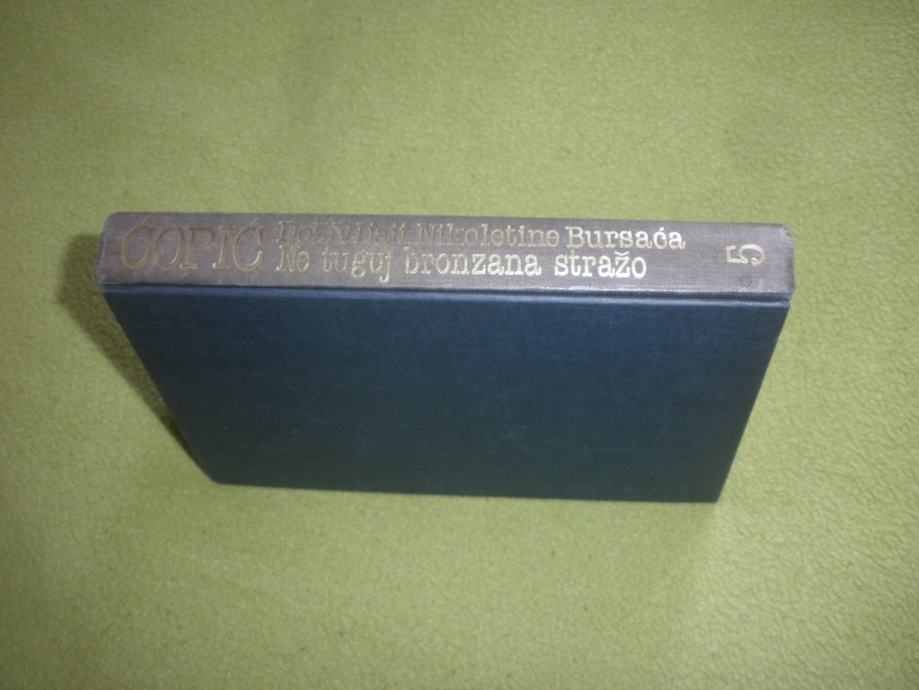 ĆOPIĆ
Doživljaji Nikoletine Bursaća
Ne tuguj bronzana stražo
5